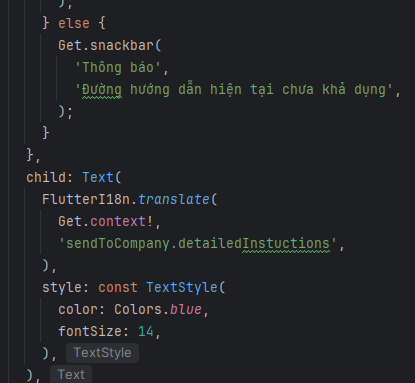 ),
} else {
Get.snackbar(
'Thông báo',
'Đường hướng dẫn hiện tại chưa khả dụng',
);
}
},
child: Text(
FlutterI18n.translate(
Get.context!,
'sendToCompany.detailedInstuctions',
),
style: const TextStyle(
color: Colors.blue,
fontSize: 14,
), TextStyle
), Text